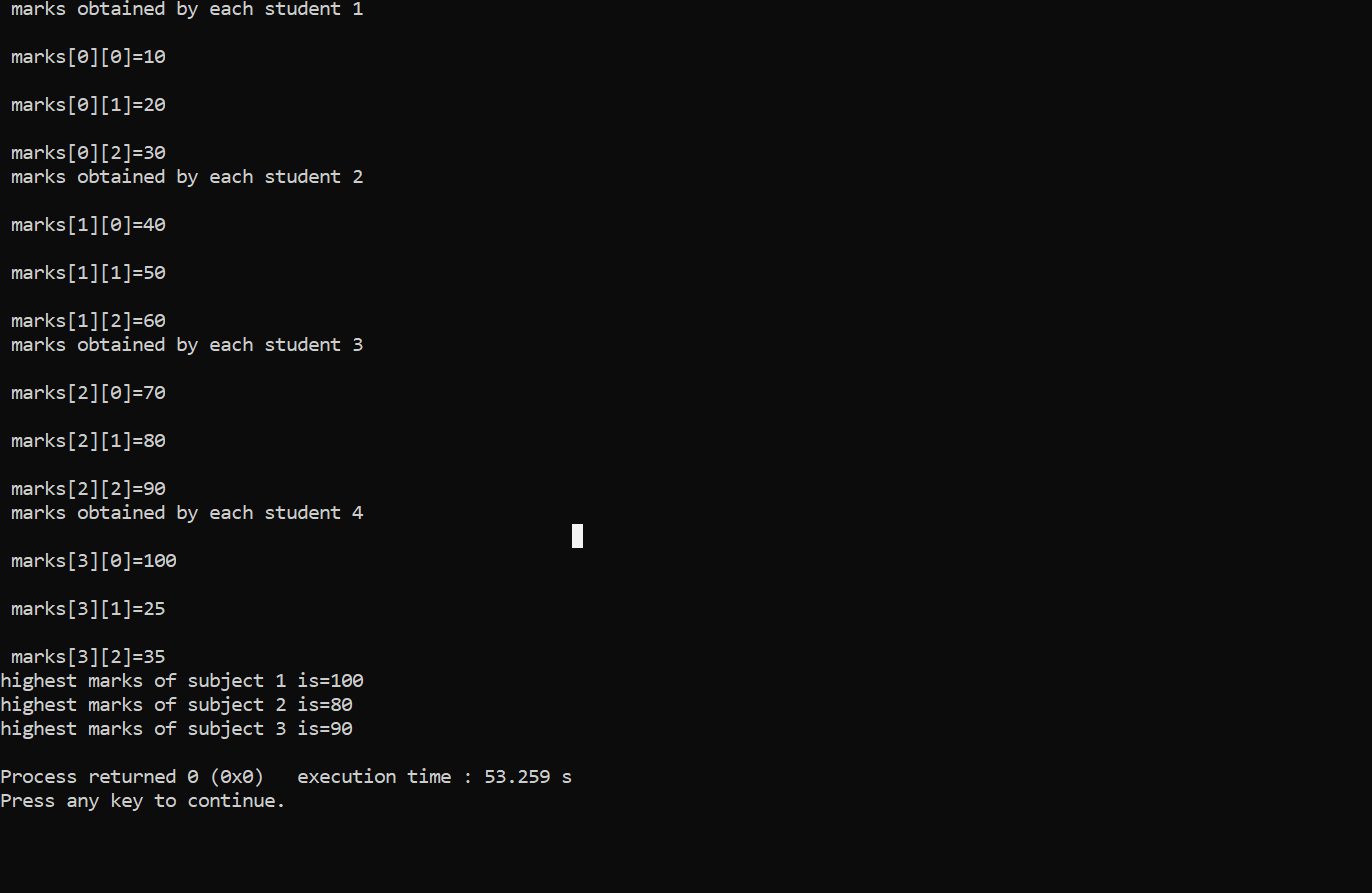 marks obtained by each student 1
marks[0][0]=10
marks[0][1]=20
marks[0][2]=30
marks obtained by each student 2
marks[1][0]=40
marks[1][1]=50
marks[1][2]=60
marks obtained by each student 3
marks[2][0]=70
marks[2][1]=80
marks[2][2]=90
marks obtained by each student 4
marks[3][0]=100
marks[3][1]=25
marks[3][2]=35
highest marks of subject 1 is=100
highest marks of subject 2 is=80
highest marks of subject 3 is=90
Process returned 0 (0x0)   execution time : 53.259 s
Press any key to continue.